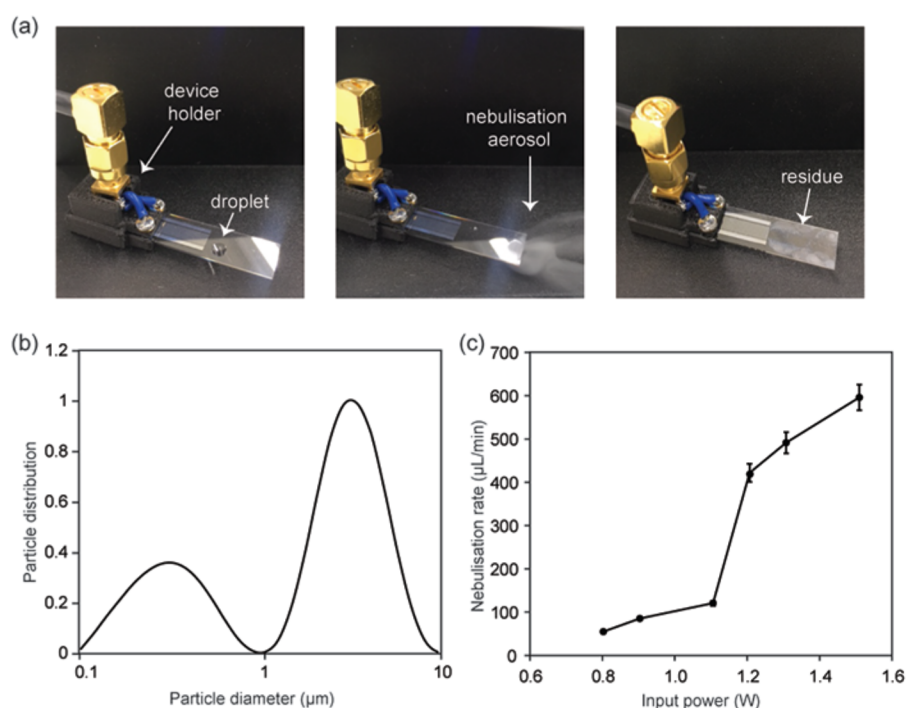 (a)
device
holder
droplet
nebulisation
aerosol
residue
(b)
1.2
1
0.8
0.6
0.4
0.2
0
0.1
1
10
Particle distribution
Particle diameter (µm)
(c)
700
600
500
400
300
200
100
0
0.6
0.8
1.0
1.2
1.4
1.6
Nebulisation rate (µL/min)
Input power (W)